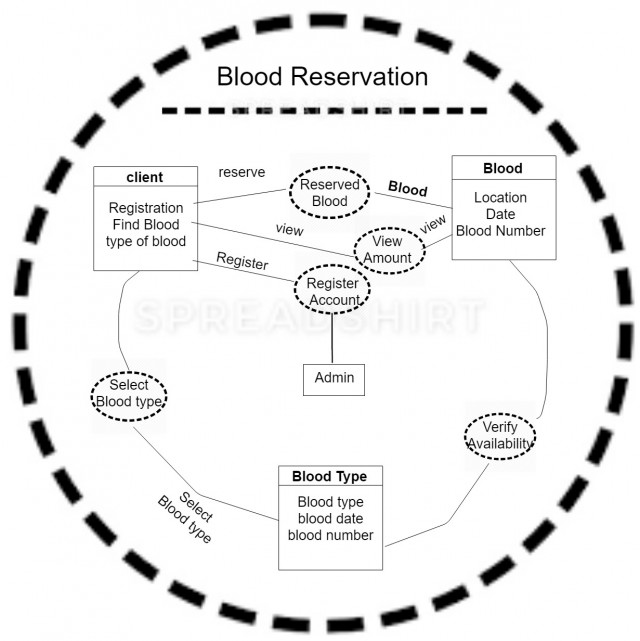 Blood Reservation
client
Registration
Find Blood
type of blood
reserve
Reserved
Blood
Blood
Blood
Location
Date
Blood Number
view
View
Amount
view
Register
Register
Account
SPREADSHIRT
Admin
Select
Blood type
Verify
Availability
Select
Blood type
Blood Type
Blood type
blood date
blood number